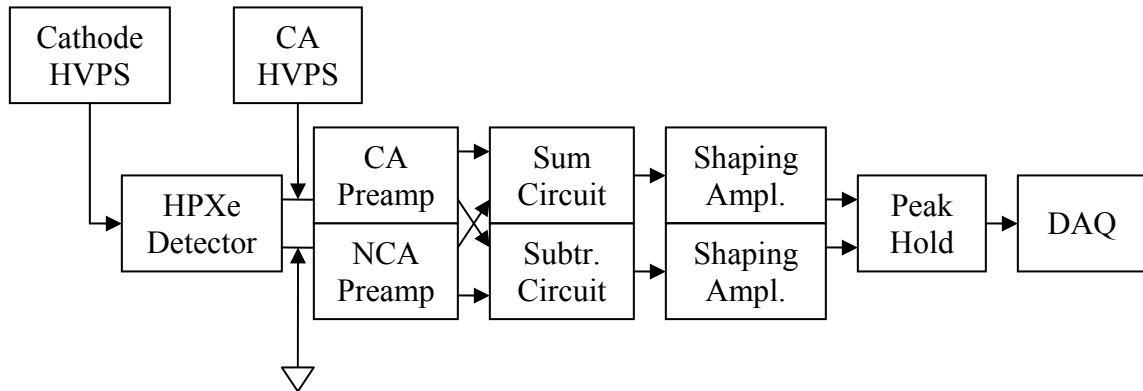 Cathode
HVPS
CA
HVPS
HPXe
Detector
CA
Preamp
NCA
Preamp
Sum
Circuit
Subtr.
Circuit
Shaping
Ampl.
Shaping
Ampl.
Peak
Hold
DAQ